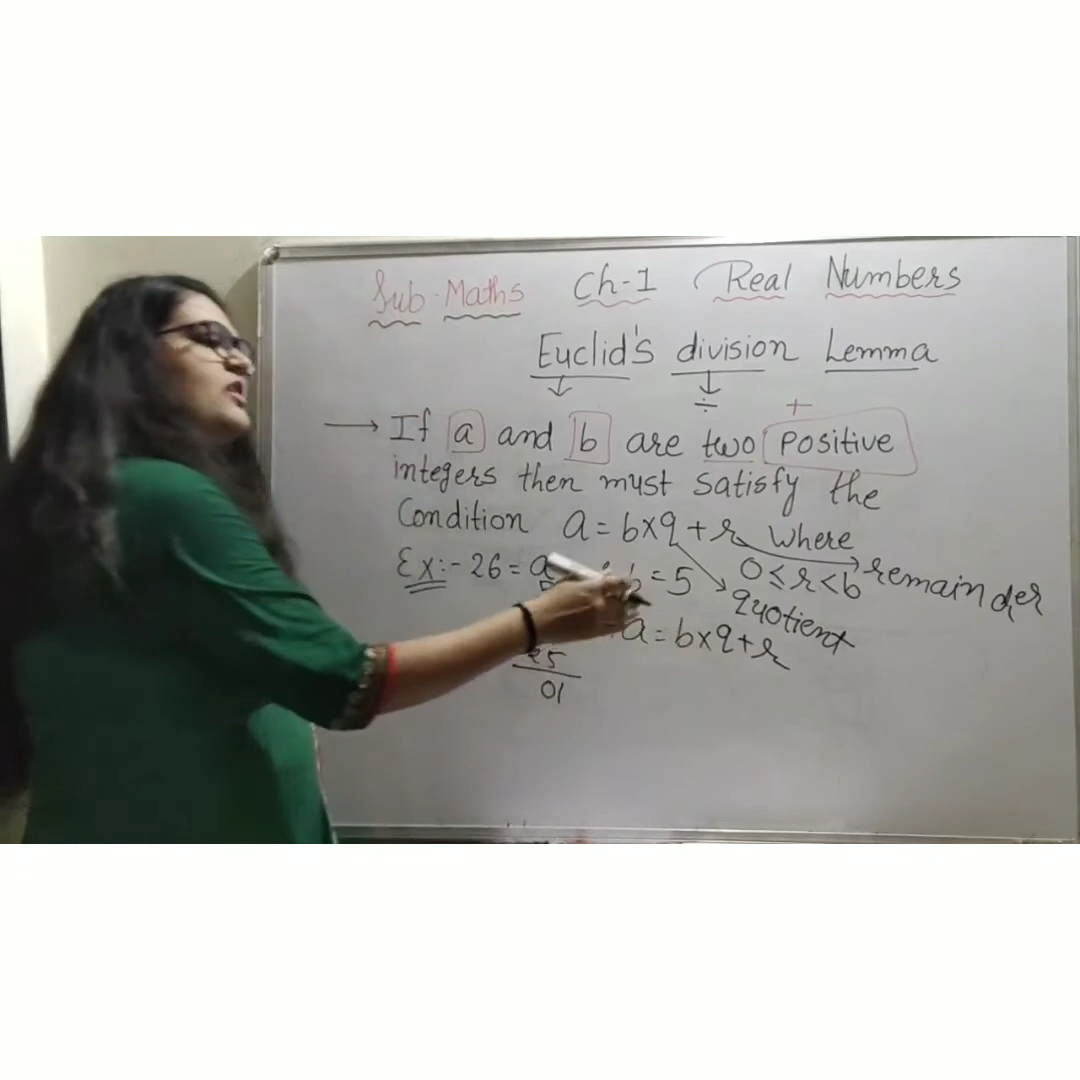 Sub-Maths Ch-1 Real Numbers
Euclid's division Lemma
÷ +
→ If a and b are two positive
integers then must satisfy the
Condition a = b×q + r where
0 ≤ r < b remainder
Ex:- 26 = a b = 5
quotient
a = b×q + r
25
01